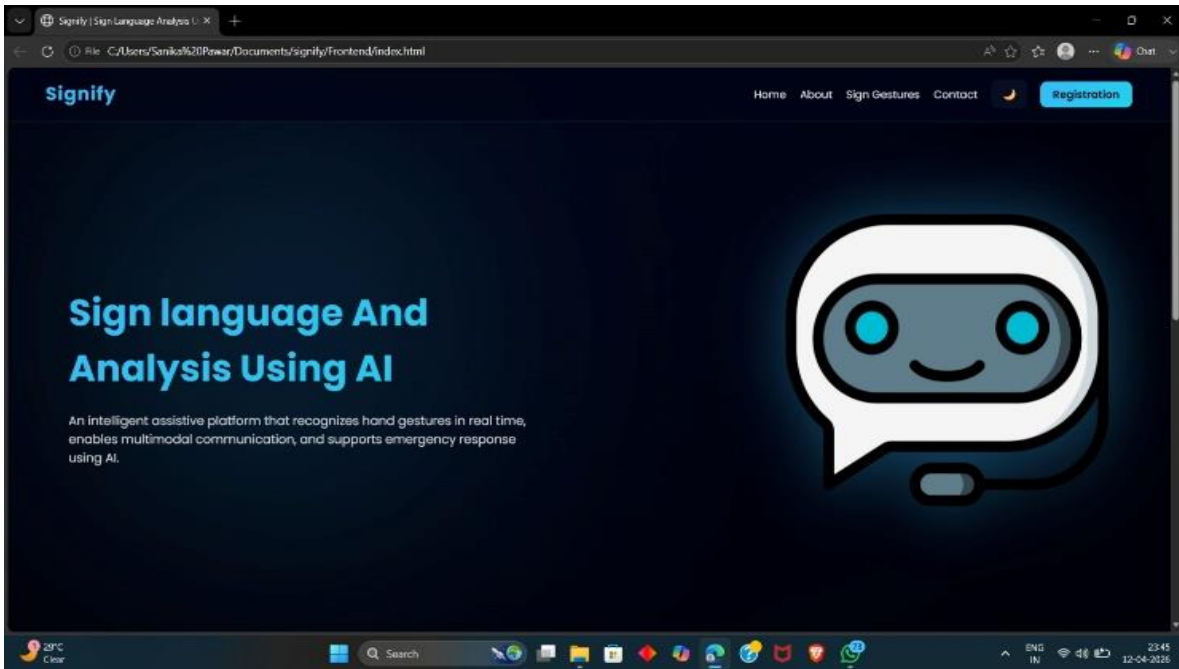 Signify | Sign Language Analysis U
File C:/Users/Sanika%20Pawar/Documents/signify/Frontend/index.html
Chat
Signify
Home About Sign Gestures Contact Registration
Sign language And
Analysis Using AI
An intelligent assistive platform that recognizes hand gestures in real time,
enables multimodal communication, and supports emergency response
using AI.
29°C
Clear
Search
23
ENG
IN
23:45
12-04-2026